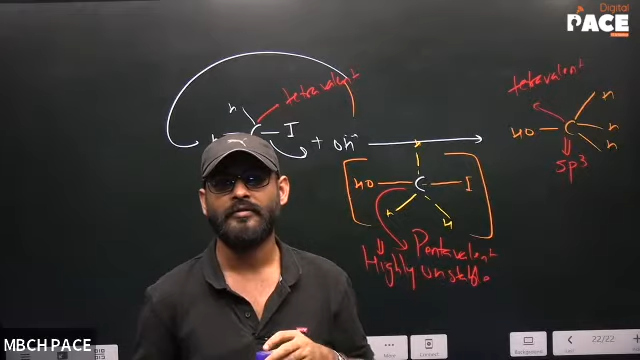 Digital
PACE
tetravalent
tetravalent
H
C
I
+ OH⁻
HO
C
H
H
H
SP3
H
HO
C
I
H
H
Pentavalent
Highly unstable
MBCH PACE
22/22